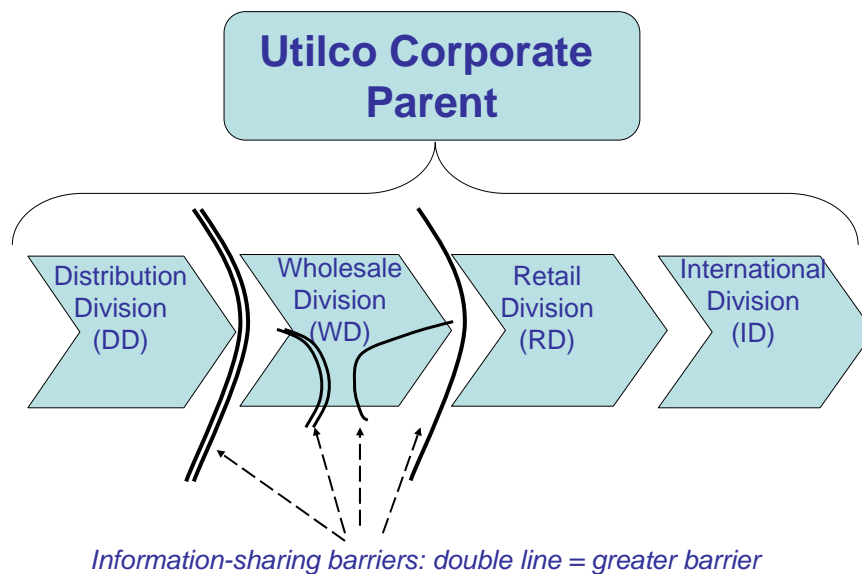 Utilco Corporate
Parent
Distribution
Division
(DD)
Wholesale
Division
(WD)
Retail
Division
(RD)
International
Division
(ID)
Information-sharing barriers: double line = greater barrier